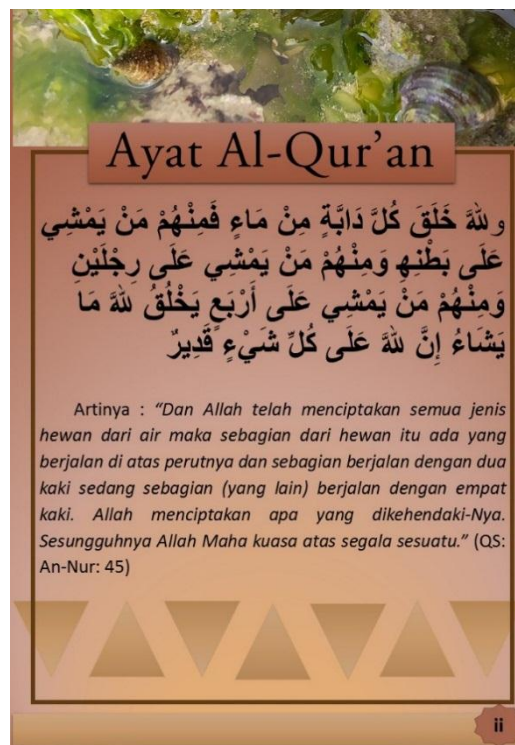 Ayat Al-Qur'an
وللهَّ خَلَقَ كُلَّ دَابَّةٍ مِنْ مَاءٍ فَمِنْهُمْ مَنْ يَمْشِي
عَلَى بَطْنِهِ وَمِنْهُمْ مَنْ يَمْشِي عَلَى رِجْلَيْنِ
وَمِنْهُمْ مَنْ يَمْشِي عَلَى أَرْبَعٍ يَخْلُقُ للهَّ مَا
يَشَاءُ إِنَّ للهَّ عَلَى كُلِّ شَيْءٍ قَدِيرٌ
Artinya : “Dan Allah telah menciptakan semua jenis
hewan dari air maka sebagian dari hewan itu ada yang
berjalan di atas perutnya dan sebagian berjalan dengan dua
kaki sedang sebagian (yang lain) berjalan dengan empat
kaki. Allah menciptakan apa yang dikehendaki-Nya.
Sesungguhnya Allah Maha kuasa atas segala sesuatu.” (QS:
An-Nur: 45)
ii